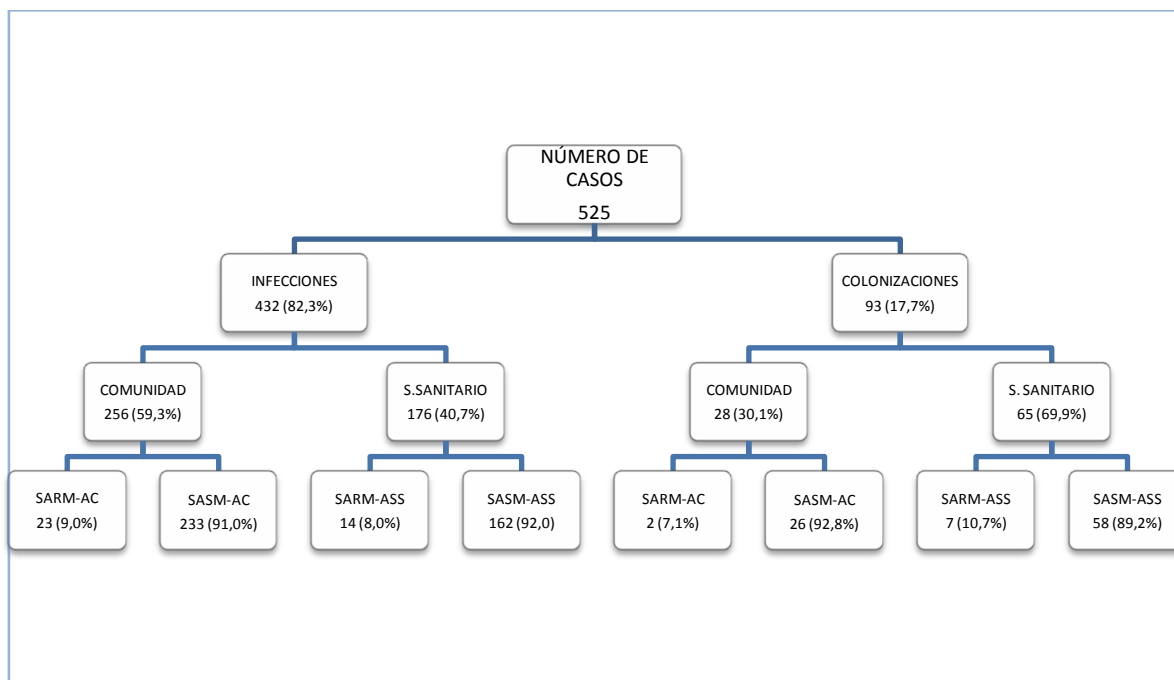 NÚMERO DE
CASOS
525
INFECCIONES
432 (82,3%)
COLONIZACIONES
93 (17,7%)
COMUNIDAD
256 (59,3%)
S.SANITARIO
176 (40,7%)
COMUNIDAD
28 (30,1%)
S. SANITARIO
65 (69,9%)
SARM-AC
23 (9,0%)
SASM-AC
233 (91,0%)
SARM-ASS
14 (8,0%)
SASM-ASS
162 (92,0)
SARM-AC
2 (7,1%)
SASM-AC
26 (92,8%)
SARM-ASS
7 (10,7%)
SASM-ASS
58 (89,2%)